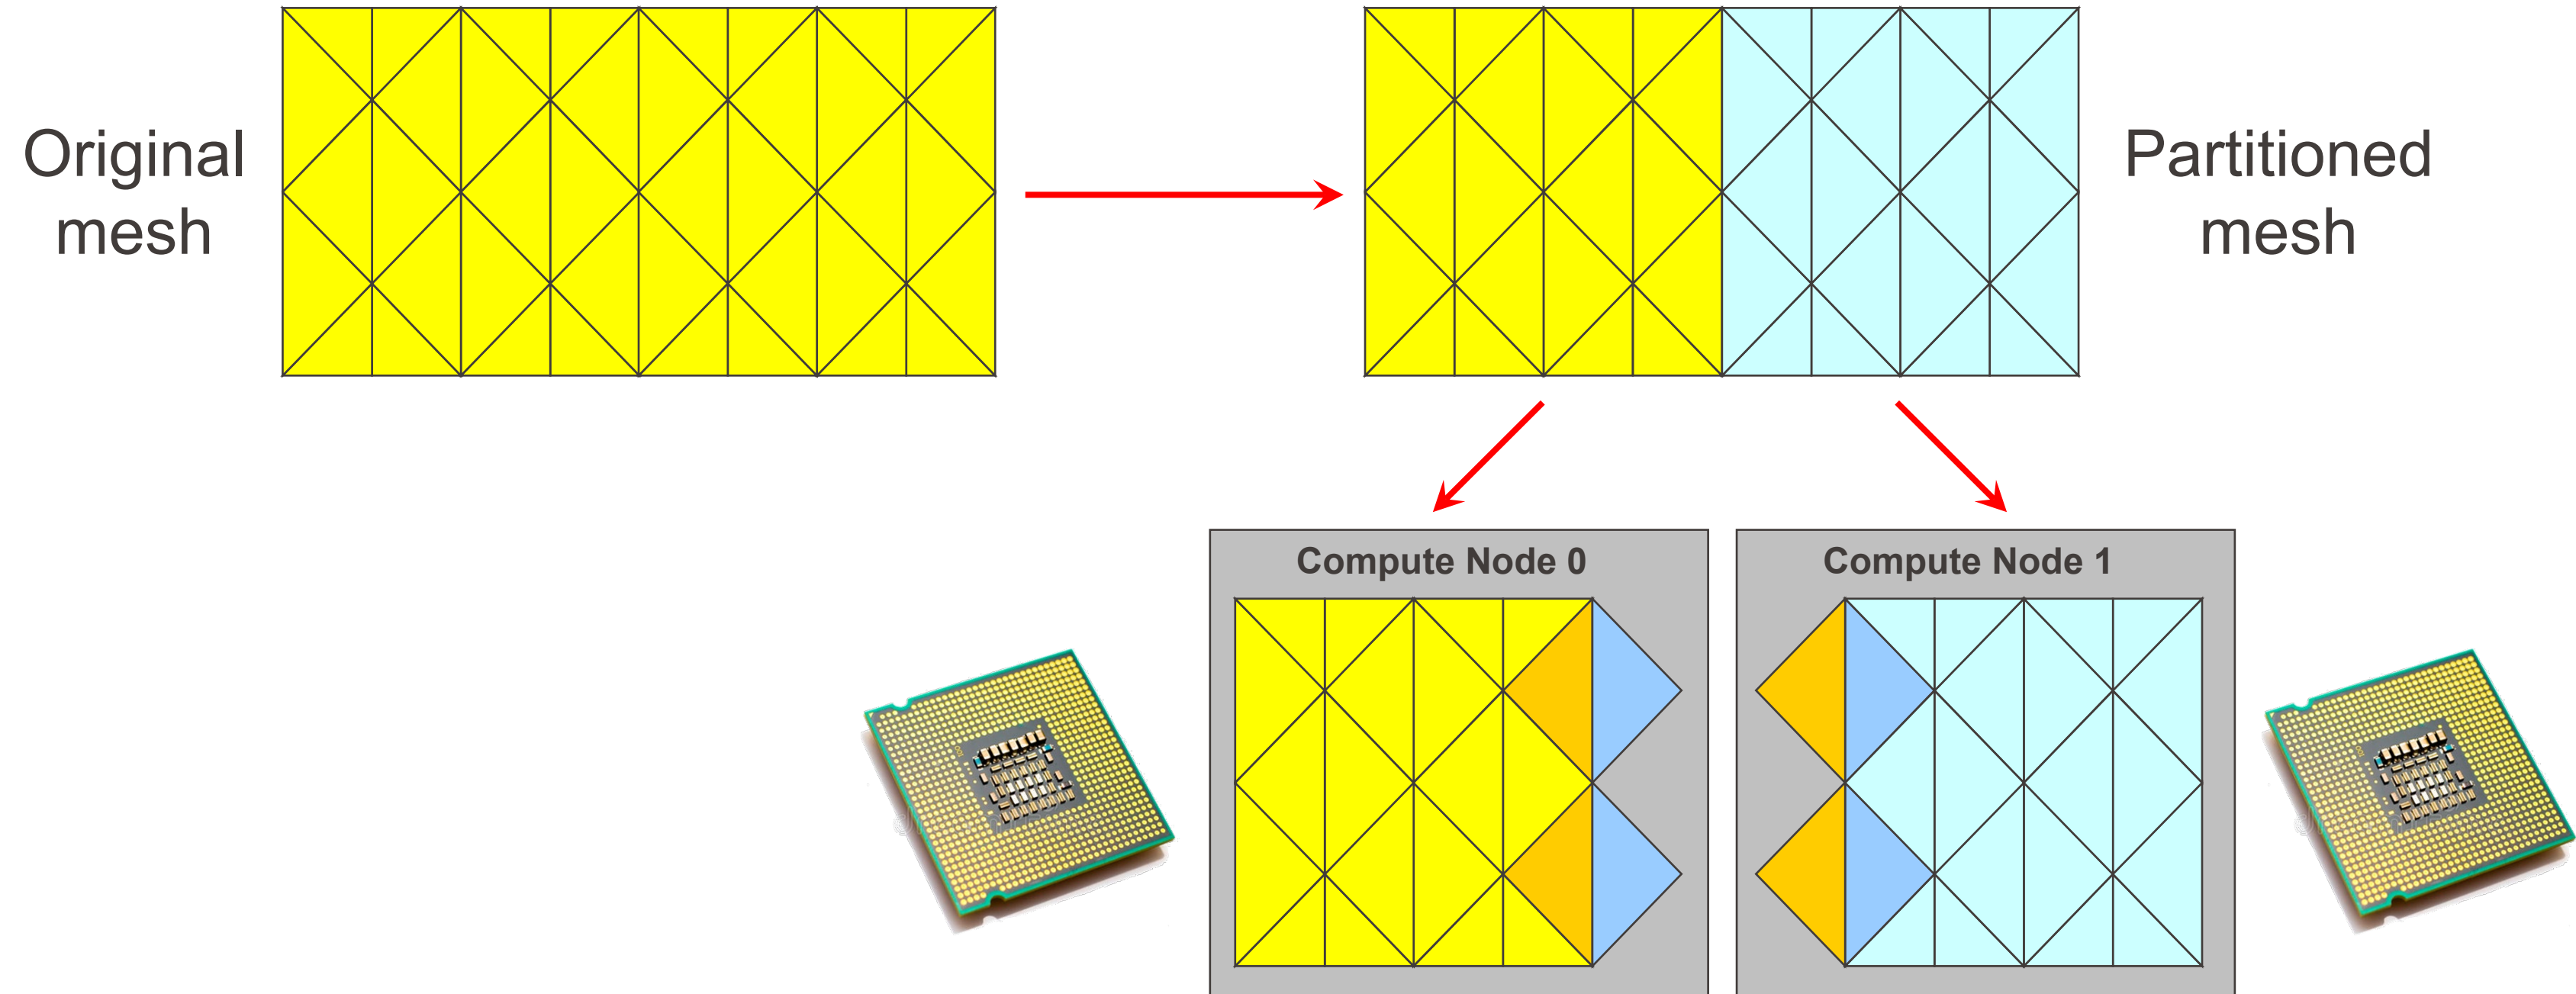 Original
mesh
Partitioned
mesh
Compute Node 0
Compute Node 1